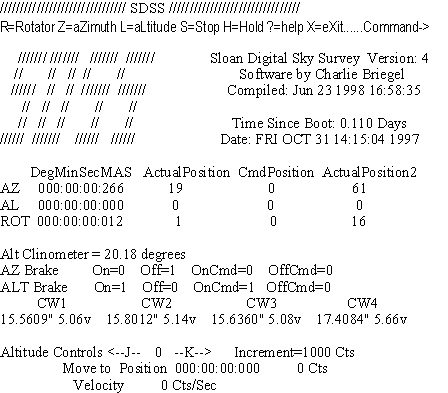 ////////////////////////////// SDSS ///////////////////////////////
R=Rotator Z=aZimuth L=aLtitude S=Stop H=Hold ?=help X=eXit......Command->
/////// ///////   ///////  /////// Sloan Digital Sky Survey  Version: 4
//          //    //  //      // Software by Charlie Briegel
//////   //    //  ///////  /////// Compiled: Jun 23 1998 16:58:35
//   //   //        //
//   //   //        // Time Since Boot: 0.110 Days
//////  ///////    //////   ////// Date: FRI OCT 31 14:15:04 1997
DegMinSecMAS ActualPosition CmdPosition ActualPosition2
AZ 000:00:00:266 19 0 61
AL 000:00:00:000 0 0 0
ROT 000:00:00:012 1 0 16
Alt Clinometer = 20.18 degrees
AZ Brake On=0 Off=1 OnCmd=0 OffCmd=0
ALT Brake On=1 Off=0 OnCmd=1 OffCmd=0
CW1 CW2 CW3 CW4
15.5609" 5.06v 15.8012" 5.14v 15.6360" 5.08v 17.4084" 5.66v
Altitude Controls <--J-- 0 --K--> Increment=1000 Cts
Move to Position 000:00:00:000 0 Cts
Velocity 0 Cts/Sec